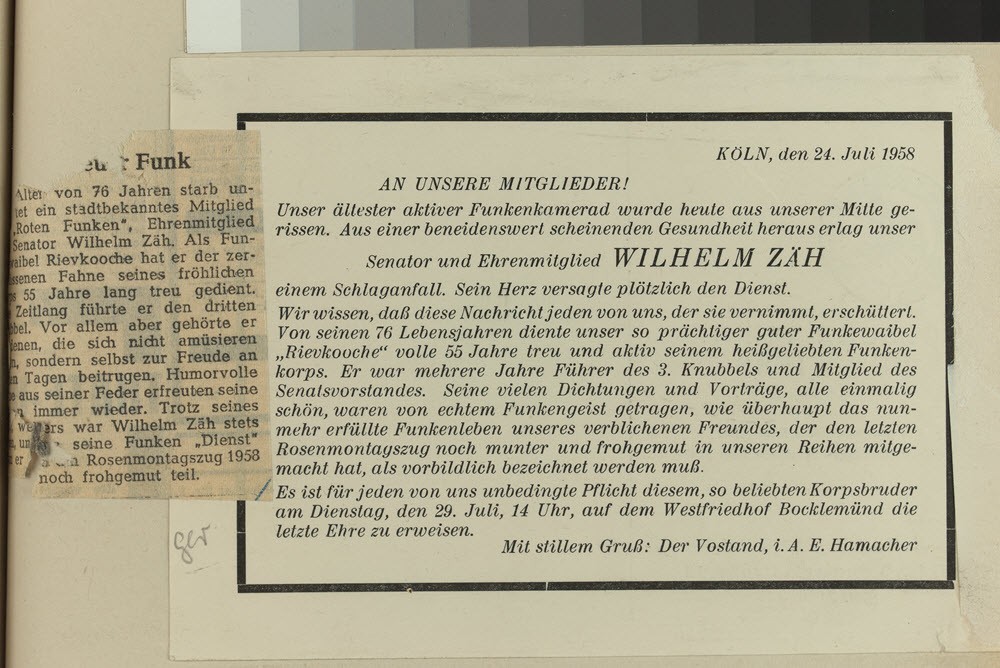 Funk
Alter von 76 Jahren starb un-
ein stadtbekanntes Mitglied
„Roten Funken", Ehrenmitglied
Senator Wilhelm Zäh. Als Fun-
Rievkooche hat er der zer-
Fahne seines fröhlichen
55 Jahre lang treu gedient.
Zeitlang führte er den dritten
Vor allem aber gehörte er
die sich nicht amüsieren
sondern selbst zur Freude an
Tagen beitrugen. Humorvolle
aus seiner Feder erfreuten seine
immer wieder. Trotz seines
war Wilhelm Zäh stets
seine Funken „Dienst"
Rosenmontagszug 1958
noch frohgemut teil.
ger
KÖLN, den 24. Juli 1958
AN UNSERE MITGLIEDER!
Unser ältester aktiver Funkenkamerad wurde heute aus unserer Mitte ge-
rissen. Aus einer beneidenswert scheinenden Gesundheit heraus erlag unser
Senator und Ehrenmitglied WILHELM ZÄH
einem Schlaganfall. Sein Herz versagte plötzlich den Dienst.
Wir wissen, daß diese Nachricht jeden von uns, der sie vernimmt, erschüttert.
Von seinen 76 Lebensjahren diente unser so prächtiger guter Funkewaibel
„Rievkooche" volle 55 Jahre treu und aktiv seinem heißgeliebten Funken-
korps. Er war mehrere Jahre Führer des 3. Knubbels und Mitglied des
Senatsvorstandes. Seine vielen Dichtungen und Vorträge, alle einmalig
schön, waren von echtem Funkengeist getragen, wie überhaupt das nun-
mehr erfüllte Funkenleben unseres verblichenen Freundes, der den letzten
Rosenmontagszug noch munter und frohgemut in unseren Reihen mitge-
macht hat, als vorbildlich bezeichnet werden muß.
Es ist für jeden von uns unbedingte Pflicht diesem, so beliebten Korpsbruder
am Dienstag, den 29. Juli, 14 Uhr, auf dem Westfriedhof Bocklemünd die
letzte Ehre zu erweisen.
Mit stillem Gruß: Der Vostand, i. A. E. Hamacher